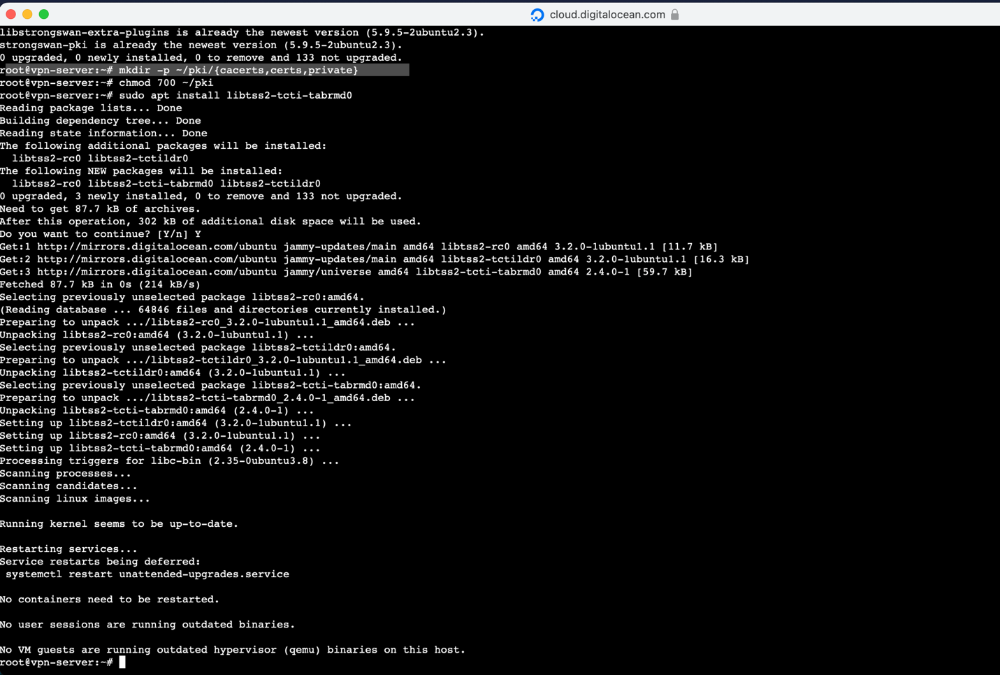 cloud.digitalocean.com
libstrongswan-extra-plugins is already the newest version (5.9.5-2ubuntu2.3).
strongswan-pki is already the newest version (5.9.5-2ubuntu2.3).
0 upgraded, 0 newly installed, 0 to remove and 133 not upgraded.
root@vpn-server:~# mkdir -p ~/pki/{cacerts,certs,private}
root@vpn-server:~# chmod 700 ~/pki
root@vpn-server:~# sudo apt install libtss2-tcti-tabrmd0
Reading package lists... Done
Building dependency tree... Done
Reading state information... Done
The following additional packages will be installed:
  libtss2-rc0 libtss2-tctildr0
The following NEW packages will be installed:
  libtss2-rc0 libtss2-tcti-tabrmd0 libtss2-tctildr0
0 upgraded, 3 newly installed, 0 to remove and 133 not upgraded.
Need to get 87.7 kB of archives.
After this operation, 302 kB of additional disk space will be used.
Do you want to continue? [Y/n] Y
Get:1 http://mirrors.digitalocean.com/ubuntu jammy-updates/main amd64 libtss2-rc0 amd64 3.2.0-1ubuntu1.1 [11.7 kB]
Get:2 http://mirrors.digitalocean.com/ubuntu jammy-updates/main amd64 libtss2-tctildr0 amd64 3.2.0-1ubuntu1.1 [16.3 kB]
Get:3 http://mirrors.digitalocean.com/ubuntu jammy/universe amd64 libtss2-tcti-tabrmd0 amd64 2.4.0-1 [59.7 kB]
Fetched 87.7 kB in 0s (214 kB/s)
Selecting previously unselected package libtss2-rc0:amd64.
(Reading database ... 64846 files and directories currently installed.)
Preparing to unpack .../libtss2-rc0_3.2.0-1ubuntu1.1_amd64.deb ...
Unpacking libtss2-rc0:amd64 (3.2.0-1ubuntu1.1) ...
Selecting previously unselected package libtss2-tctildr0:amd64.
Preparing to unpack .../libtss2-tctildr0_3.2.0-1ubuntu1.1_amd64.deb ...
Unpacking libtss2-tctildr0:amd64 (3.2.0-1ubuntu1.1) ...
Selecting previously unselected package libtss2-tcti-tabrmd0:amd64.
Preparing to unpack .../libtss2-tcti-tabrmd0_2.4.0-1_amd64.deb ...
Unpacking libtss2-tcti-tabrmd0:amd64 (2.4.0-1) ...
Setting up libtss2-tctildr0:amd64 (3.2.0-1ubuntu1.1) ...
Setting up libtss2-rc0:amd64 (3.2.0-1ubuntu1.1) ...
Setting up libtss2-tcti-tabrmd0:amd64 (2.4.0-1) ...
Processing triggers for libc-bin (2.35-0ubuntu3.8) ...
Scanning processes...
Scanning candidates...
Scanning linux images...
Running kernel seems to be up-to-date.
Restarting services...
Service restarts being deferred:
 systemctl restart unattended-upgrades.service
No containers need to be restarted.
No user sessions are running outdated binaries.
No VM guests are running outdated hypervisor (qemu) binaries on this host.
root@vpn-server:~#